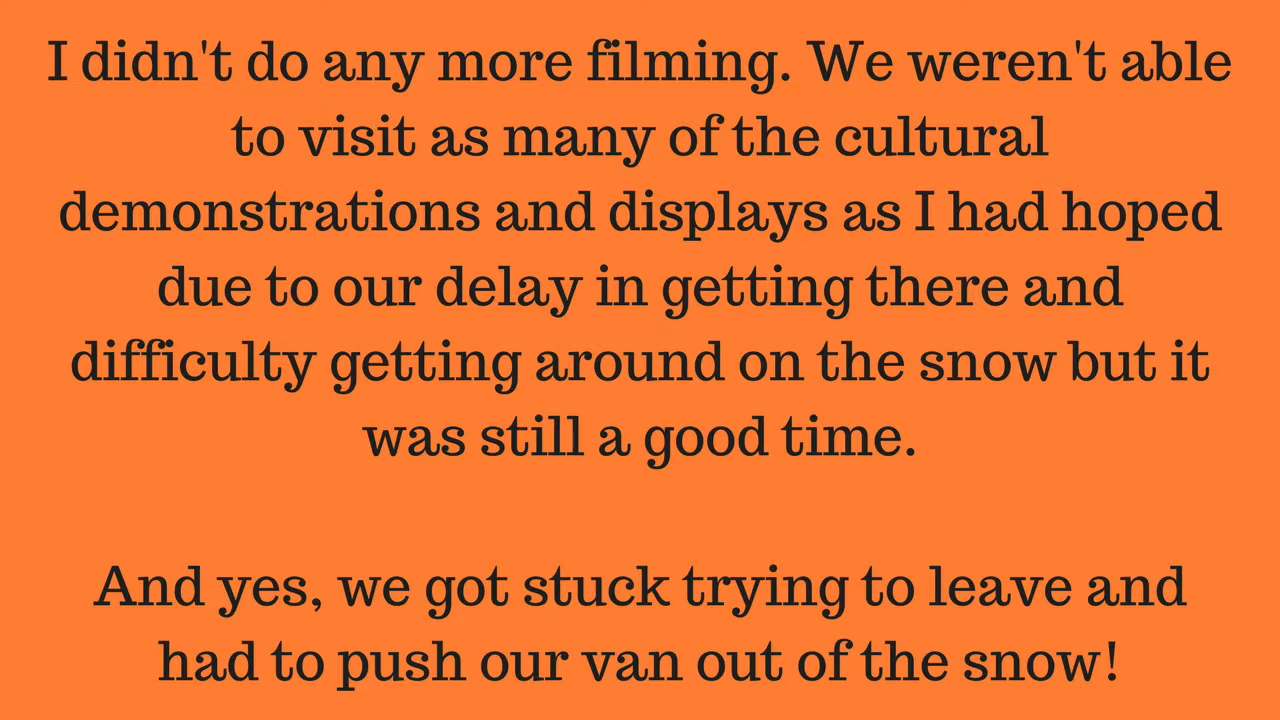 I didn't do any more filming. We weren't able
to visit as many of the cultural
demonstrations and displays as I had hoped
due to our delay in getting there and
difficulty getting around on the snow but it
was still a good time.
And yes, we got stuck trying to leave and
had to push our van out of the snow!